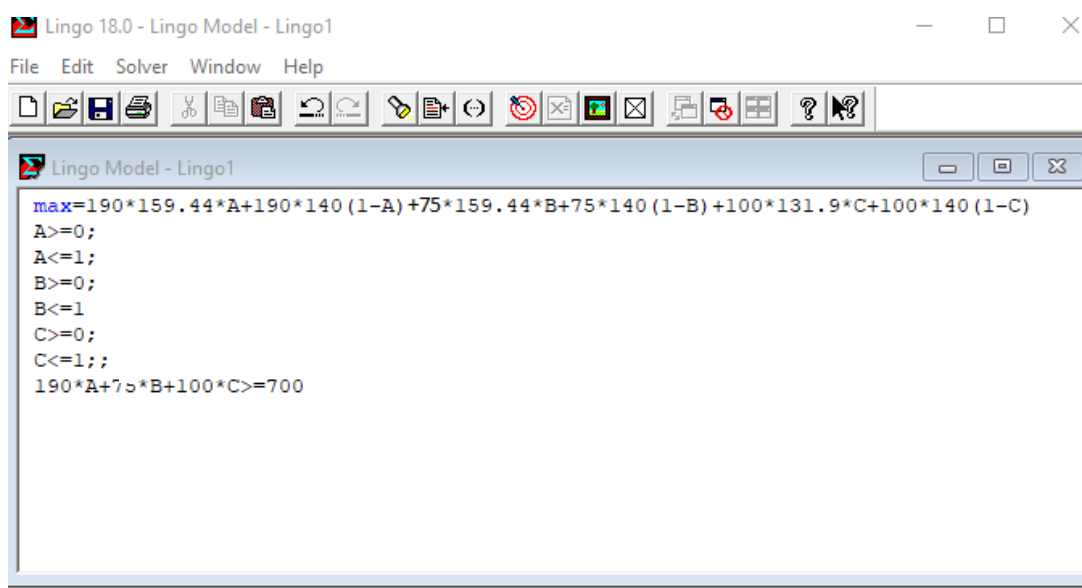 Lingo 18.0 - Lingo Model - Lingo1
File Edit Solver Window Help
Lingo Model - Lingo1
max=190*159.44*A+190*140(1-A)+75*159.44*B+75*140(1-B)+100*131.9*C+100*140(1-C)
A>=0;
A<=1;
B>=0;
B<=1
C>=0;
C<=1;;
190*A+75*B+100*C>=700